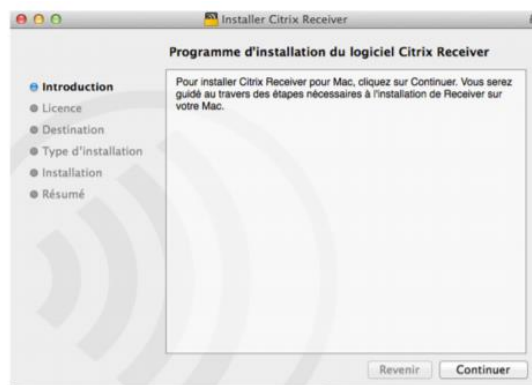 Installer Citrix Receiver
Programme d'installation du logiciel Citrix Receiver
Introduction
Licence
Destination
Type d'installation
Installation
Résumé
Pour installer Citrix Receiver pour Mac, cliquez sur Continuer. Vous serez
guidé au travers des étapes nécessaires à l'installation de Receiver sur
votre Mac.
Revenir
Continuer